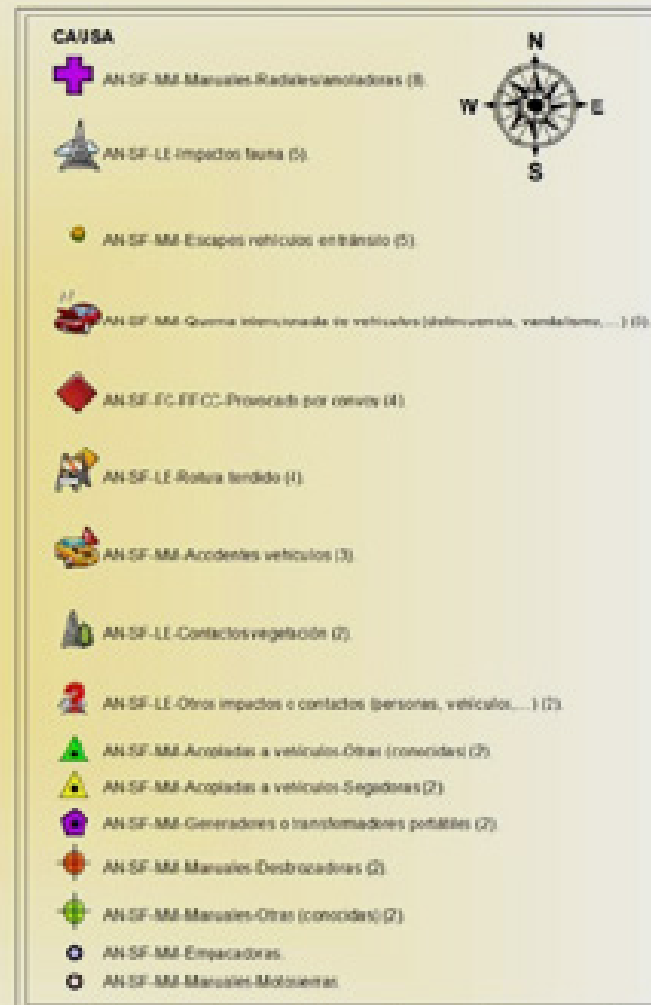 CAUSA
N
W E
S
AN-SF-MM-Manuales-Radiales/amoladoras (8).
AN-SF-LE-Impactos fauna (5).
AN-SF-MM-Escapes vehículos en tránsito (5).
AN-SF-MM-Quema intencionada de vehículos (delincuencia, vandalismo,...)
AN-SF-FC-FFCC-Provocado por convoy (4).
AN-SF-LE-Rotura tendido (4).
AN-SF-MM-Accidentes vehículos (3).
AN-SF-LE-Contactos vegetación (2).
AN-SF-LE-Otros impactos o contactos (personas, vehículos,...) (2).
AN-SF-MM-Acopladas a vehículos-Otras (conocidas) (2).
AN-SF-MM-Acopladas a vehículos-Segadoras (2).
AN-SF-MM-Generadores o transformadores portátiles (2).
AN-SF-MM-Manuales-Desbrozadoras (2).
AN-SF-MM-Manuales-Otras (conocidas) (2).
AN-SF-MM-Empacadoras.
AN-SF-MM-Manuales-Motosierras.